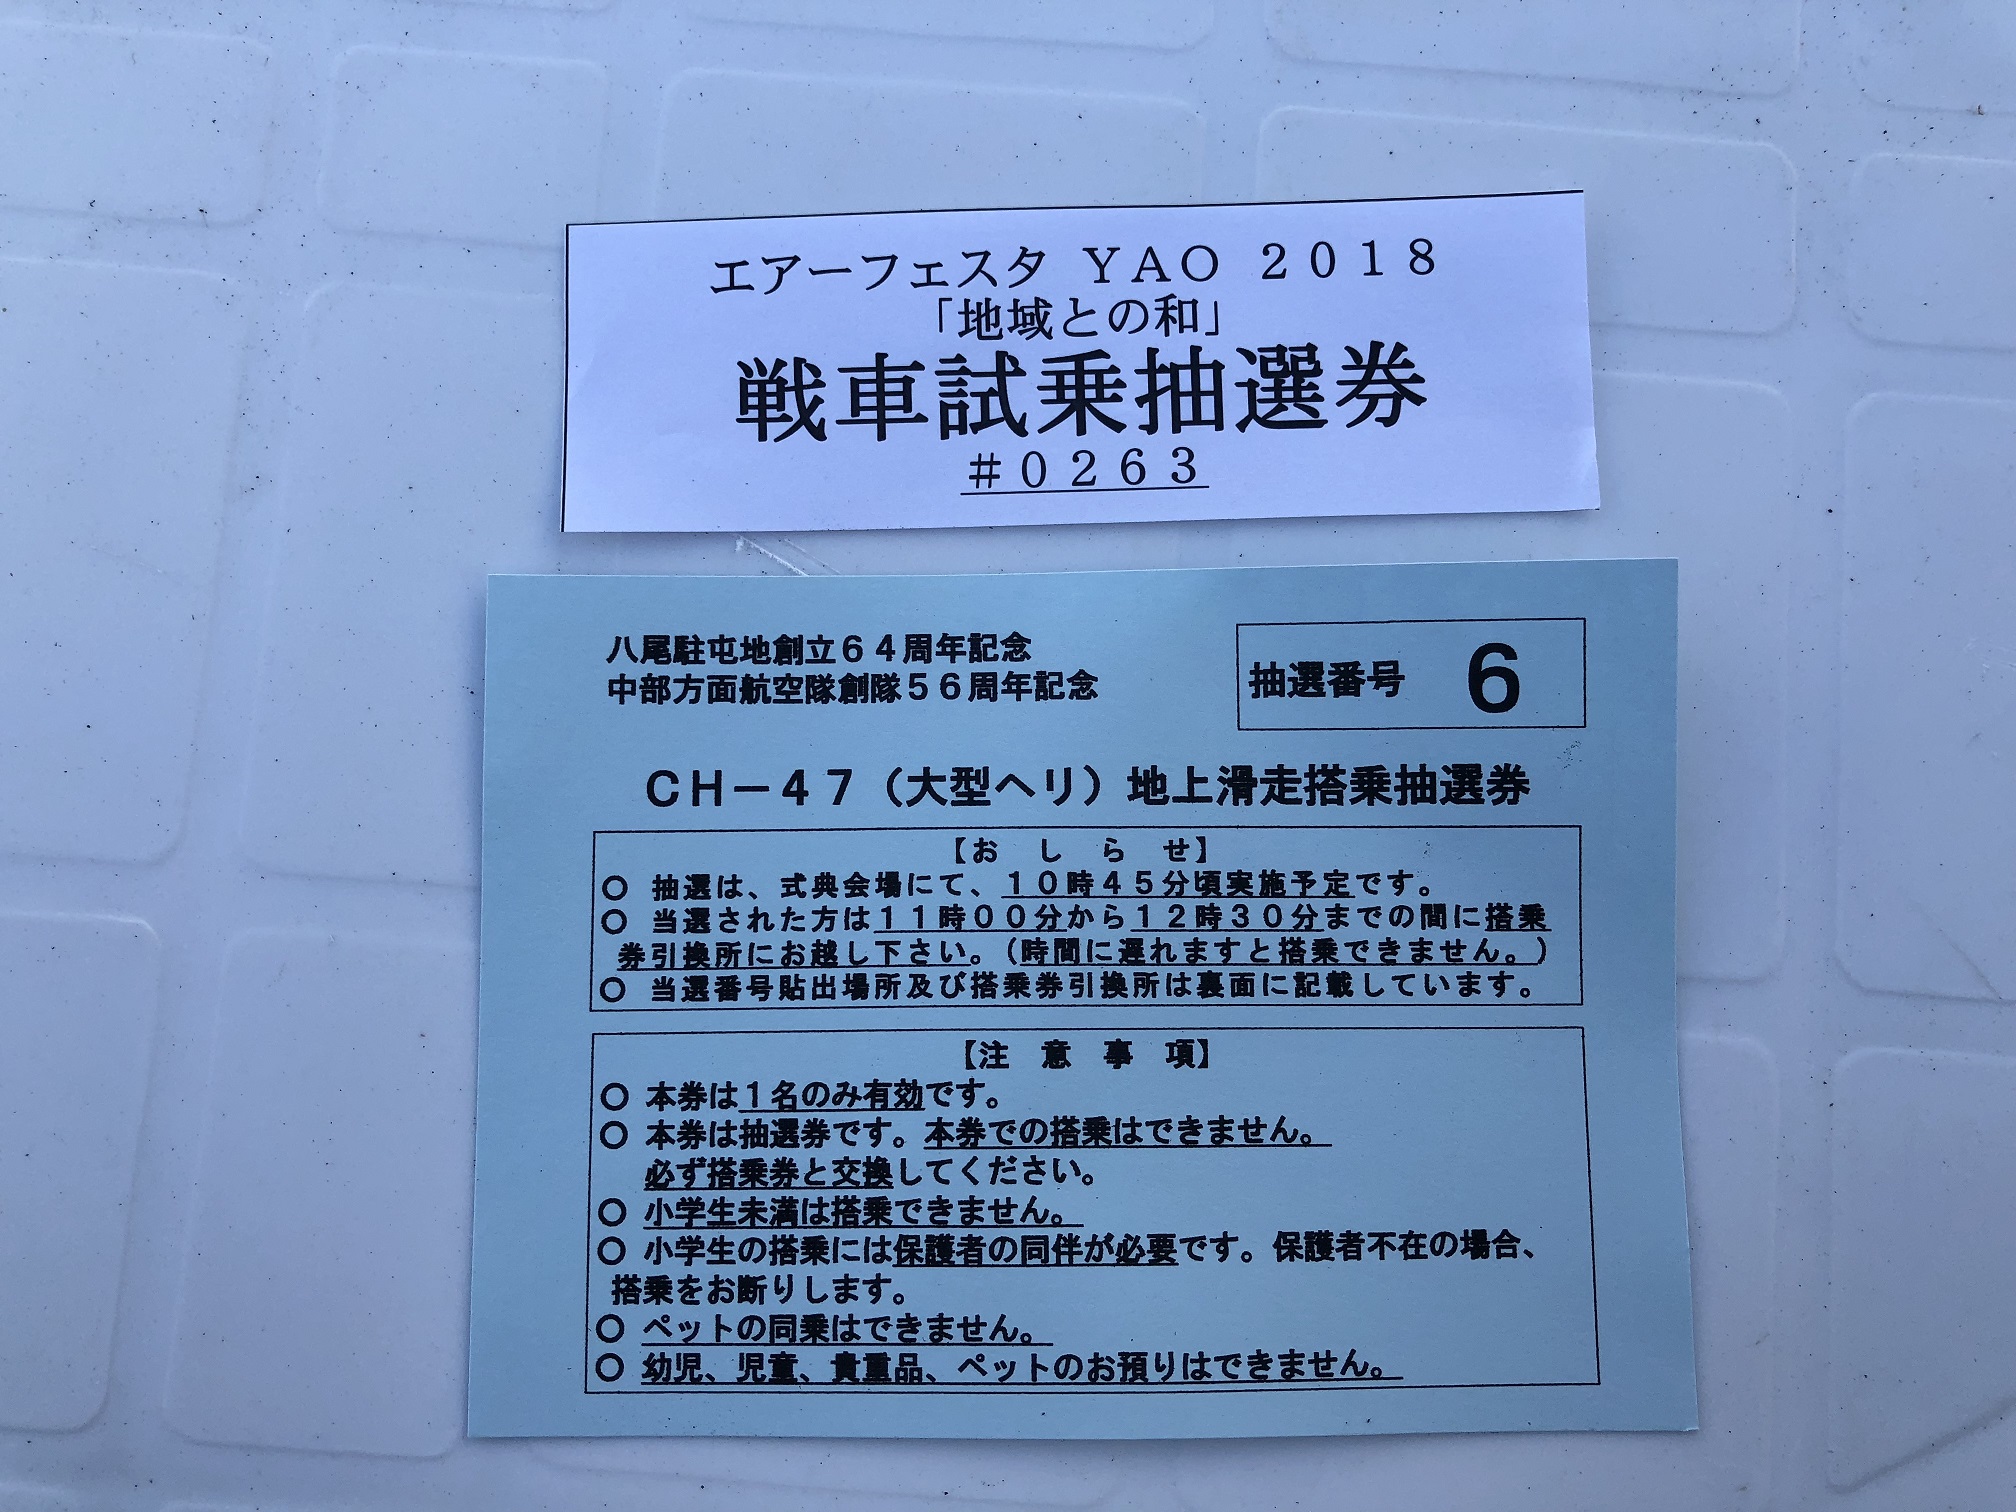 エアーフェスタ ＹＡＯ ２０１８
「地域との和」
戦車試乗抽選券
＃０２６３
八尾駐屯地創立６４周年記念
中部方面航空隊創隊５６周年記念
抽選番号 6
ＣＨ－４７（大型ヘリ）地上滑走搭乗抽選券
【お し ら せ】
○ 抽選は、式典会場にて、１０時４５分頃実施予定です。
○ 当選された方は１１時００分から１２時３０分までの間に搭乗
券引換所にお越し下さい。（時間に遅れますと搭乗できません。）
○ 当選番号貼出場所及び搭乗券引換所は裏面に記載しています。
【注 意 事 項】
○ 本券は１名のみ有効です。
○ 本券は抽選券です。本券での搭乗はできません。
必ず搭乗券と交換してください。
○ 小学生未満は搭乗できません。
○ 小学生の搭乗には保護者の同伴が必要です。保護者不在の場合、
搭乗をお断りします。
○ ペットの同乗はできません。
○ 幼児、児童、貴重品、ペットのお預りはできません。